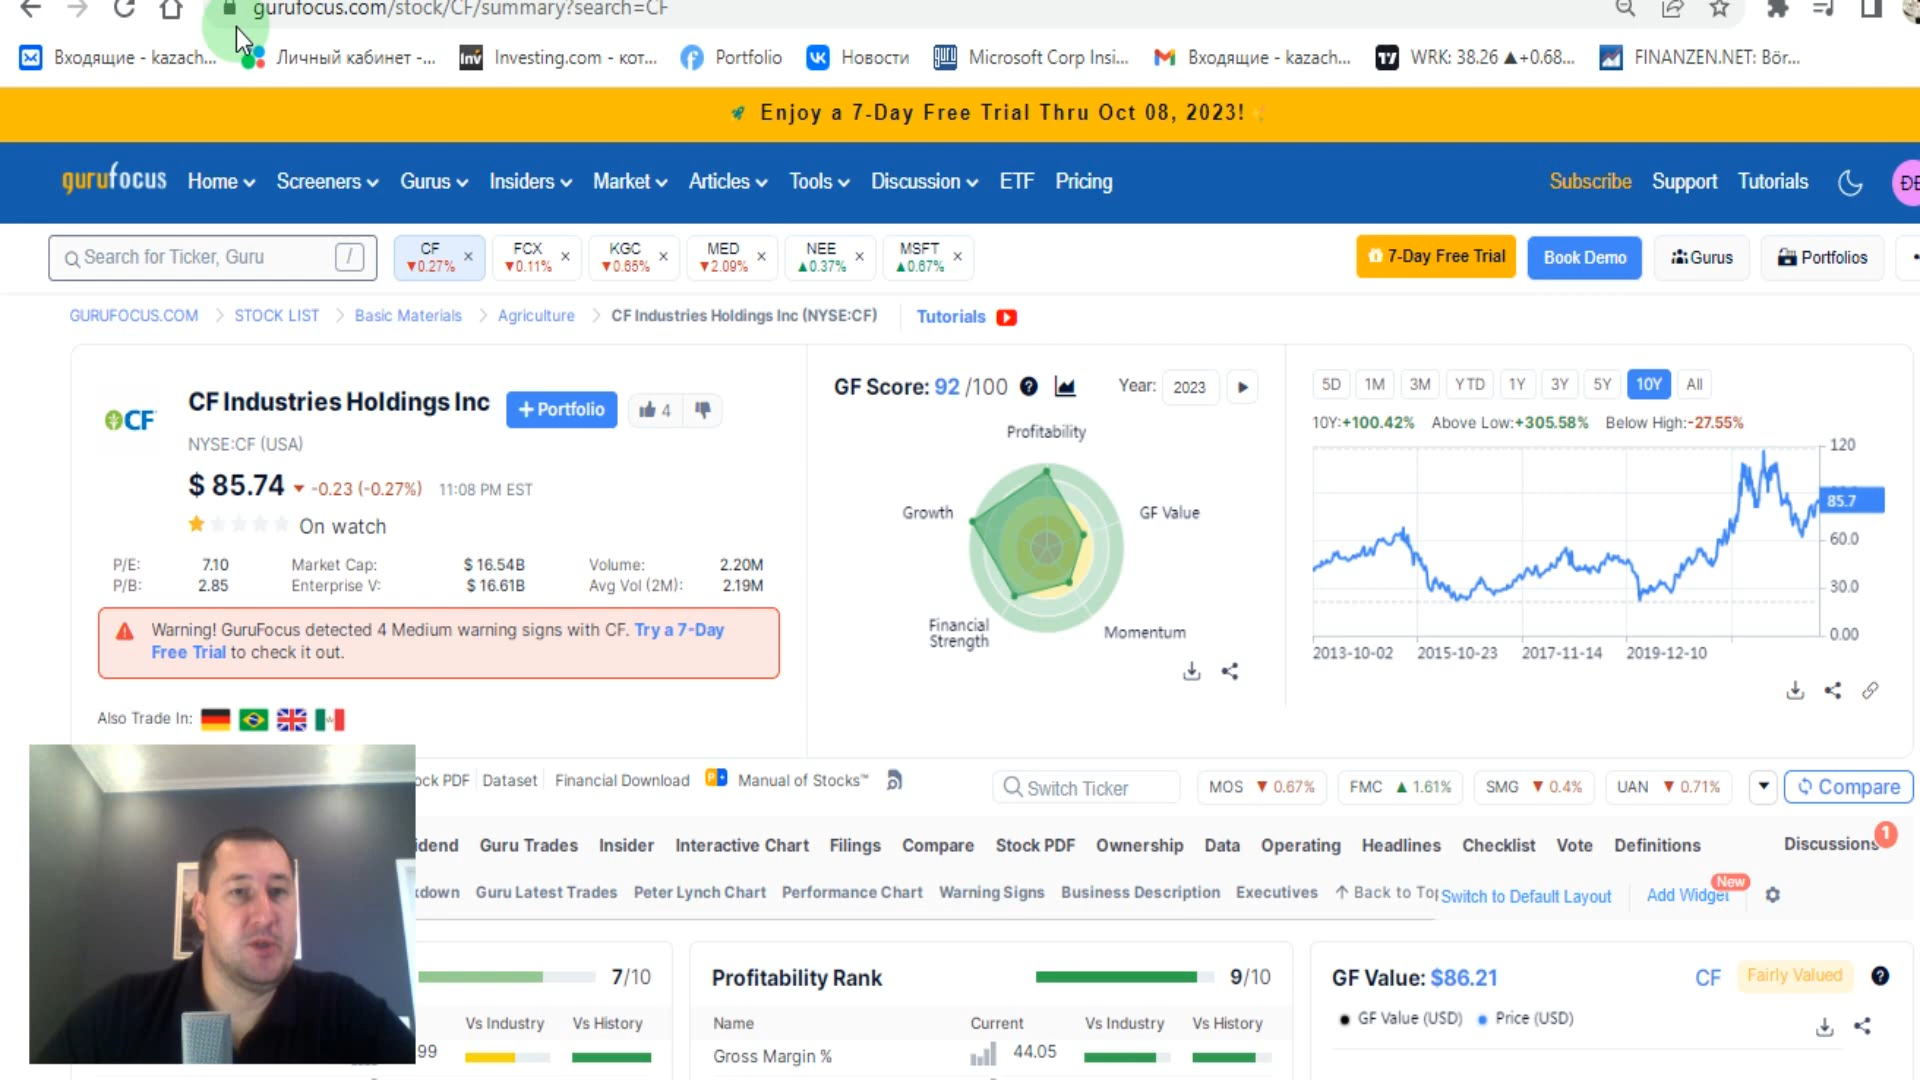 gurufocus.com/stock/CF/summary?search=CF
Входящие - kazach... Личный кабинет -... Investing.com - кот... Portfolio Новости Microsoft Corp Insi... Входящие - kazach... WRK: 38.26 ▲+0.68... FINANZEN.NET: Bör...
Enjoy a 7-Day Free Trial Thru Oct 08, 2023!
gurufocus Home Screeners Gurus Insiders Market Articles Tools Discussion ETF Pricing Subscribe Support Tutorials
Search for Ticker, Guru /
CF ▼0.27% × FCX ▼0.11% × KGC ▼0.65% × MED ▼2.09% × NEE ▲0.37% × MSFT ▲0.67% ×
7-Day Free Trial Book Demo Gurus Portfolios
GURUFOCUS.COM > STOCK LIST > Basic Materials > Agriculture > CF Industries Holdings Inc (NYSE:CF) Tutorials
CF
CF Industries Holdings Inc + Portfolio 4
NYSE:CF (USA)
$ 85.74 -0.23 (-0.27%) 11:08 PM EST
On watch
P/E: 7.10 Market Cap: $ 16.54B Volume: 2.20M
P/B: 2.85 Enterprise V: $ 16.61B Avg Vol (2M): 2.19M
Warning! GuruFocus detected 4 Medium warning signs with CF. Try a 7-Day
Free Trial to check it out.
Also Trade In:
GF Score: 92 /100 Year: 2023
Profitability
Growth
GF Value
Financial
Strength
Momentum
5D 1M 3M YTD 1Y 3Y 5Y 10Y All
10Y:+100.42% Above Low:+305.58% Below High:-27.55%
120
85.7
60.0
30.0
0.00
2013-10-02 2015-10-23 2017-11-14 2019-12-10
ock PDF Dataset Financial Download Manual of Stocks™
Switch Ticker MOS ▼ 0.67% FMC ▲ 1.61% SMG ▼ 0.4% UAN ▼ 0.71% Compare
idend Guru Trades Insider Interactive Chart Filings Compare Stock PDF Ownership Data Operating Headlines Checklist Vote Definitions Discussions 1
kdown Guru Latest Trades Peter Lynch Chart Performance Chart Warning Signs Business Description Executives ↑ Back to Top Switch to Default Layout Add Widget New
7/10
Vs Industry Vs History
99
Profitability Rank 9/10
Name Current Vs Industry Vs History
Gross Margin % 44.05
GF Value: $86.21 CF Fairly Valued
GF Value (USD) Price (USD)